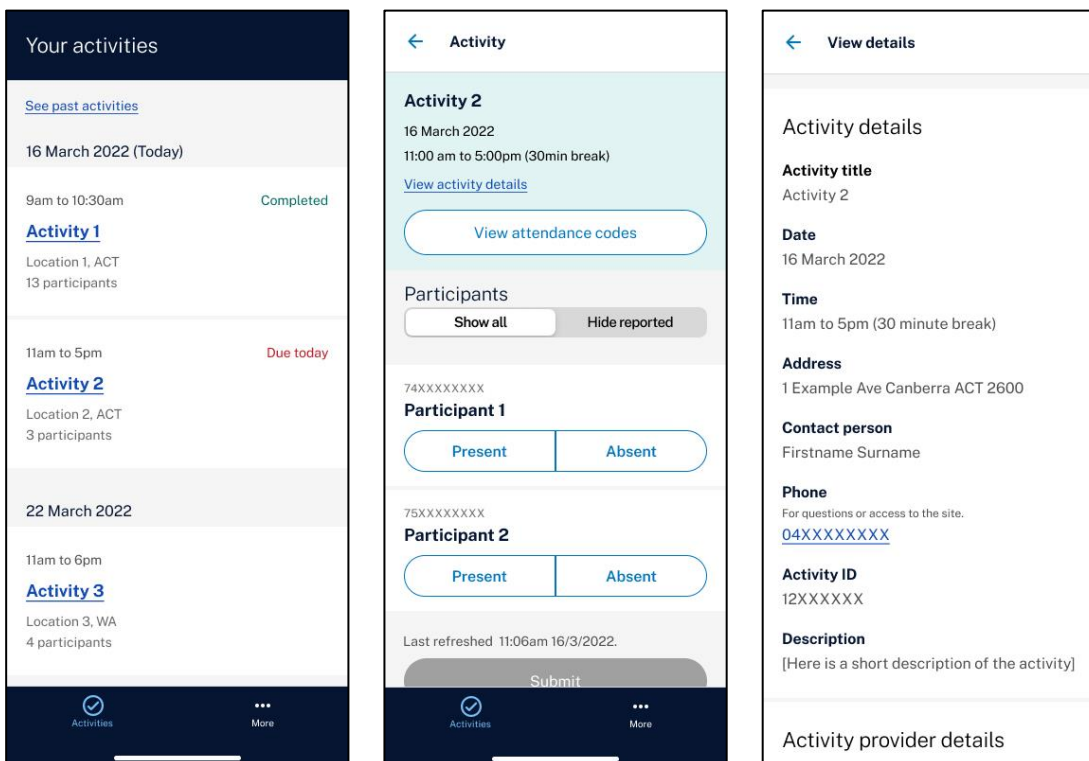 Your activities
See past activities
16 March 2022 (Today)
9am to 10:30am Completed
Activity 1
Location 1, ACT
13 participants
11am to 5pm Due today
Activity 2
Location 2, ACT
3 participants
22 March 2022
11am to 6pm
Activity 3
Location 3, WA
4 participants
Activities More
Activity
Activity 2
16 March 2022
11:00 am to 5:00pm (30min break)
View activity details
View attendance codes
Participants
Show all Hide reported
74XXXXXXXX
Participant 1
Present Absent
75XXXXXXXX
Participant 2
Present Absent
Last refreshed 11:06am 16/3/2022.
Submit
Activities More
View details
Activity details
Activity title
Activity 2
Date
16 March 2022
Time
11am to 5pm (30 minute break)
Address
1 Example Ave Canberra ACT 2600
Contact person
Firstname Surname
Phone
For questions or access to the site.
04XXXXXXXX
Activity ID
12XXXXXX
Description
[Here is a short description of the activity]
Activity provider details